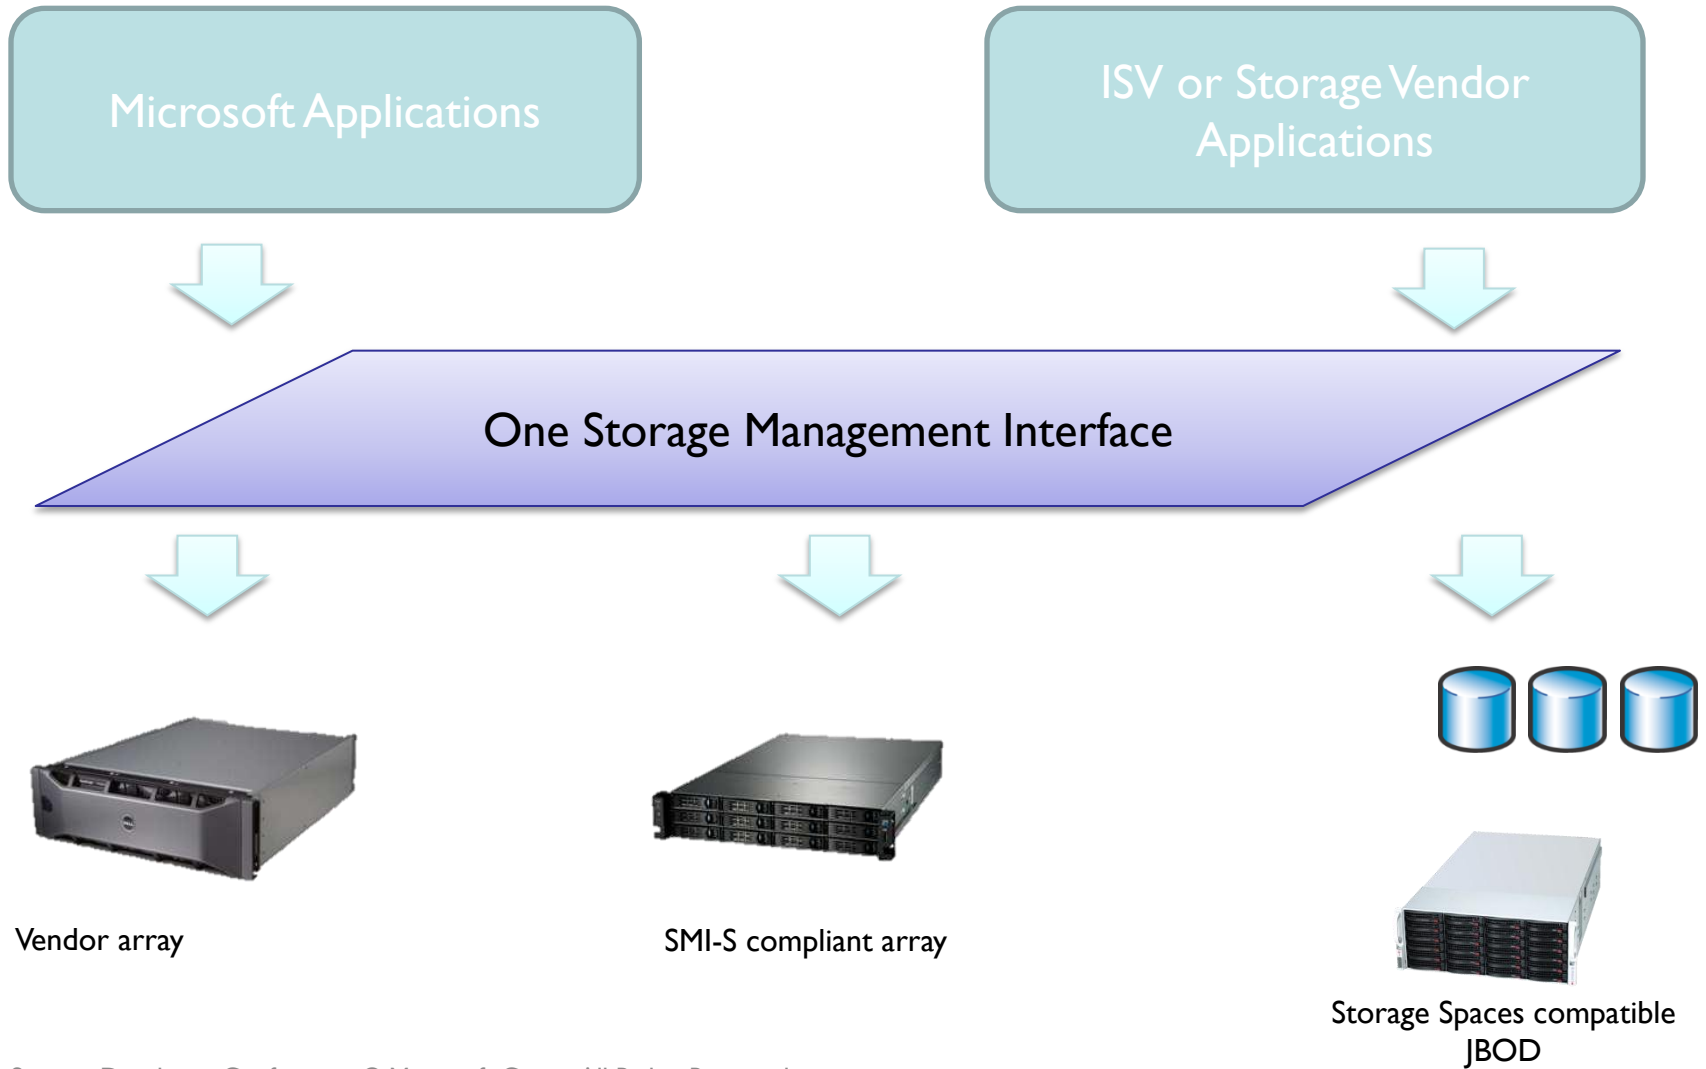 Microsoft Applications
ISV or Storage Vendor
Applications
One Storage Management Interface
Vendor array
SMI-S compliant array
Storage Spaces compatible
JBOD